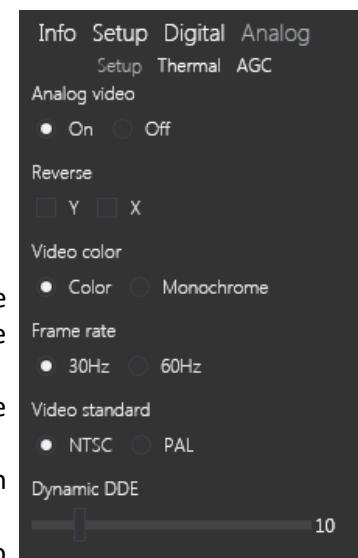 Info Setup Digital Analog
Setup Thermal AGC
Analog video
On Off
Reverse
Y X
Video color
Color Monochrome
Frame rate
30Hz 60Hz
Video standard
NTSC PAL
Dynamic DDE
10